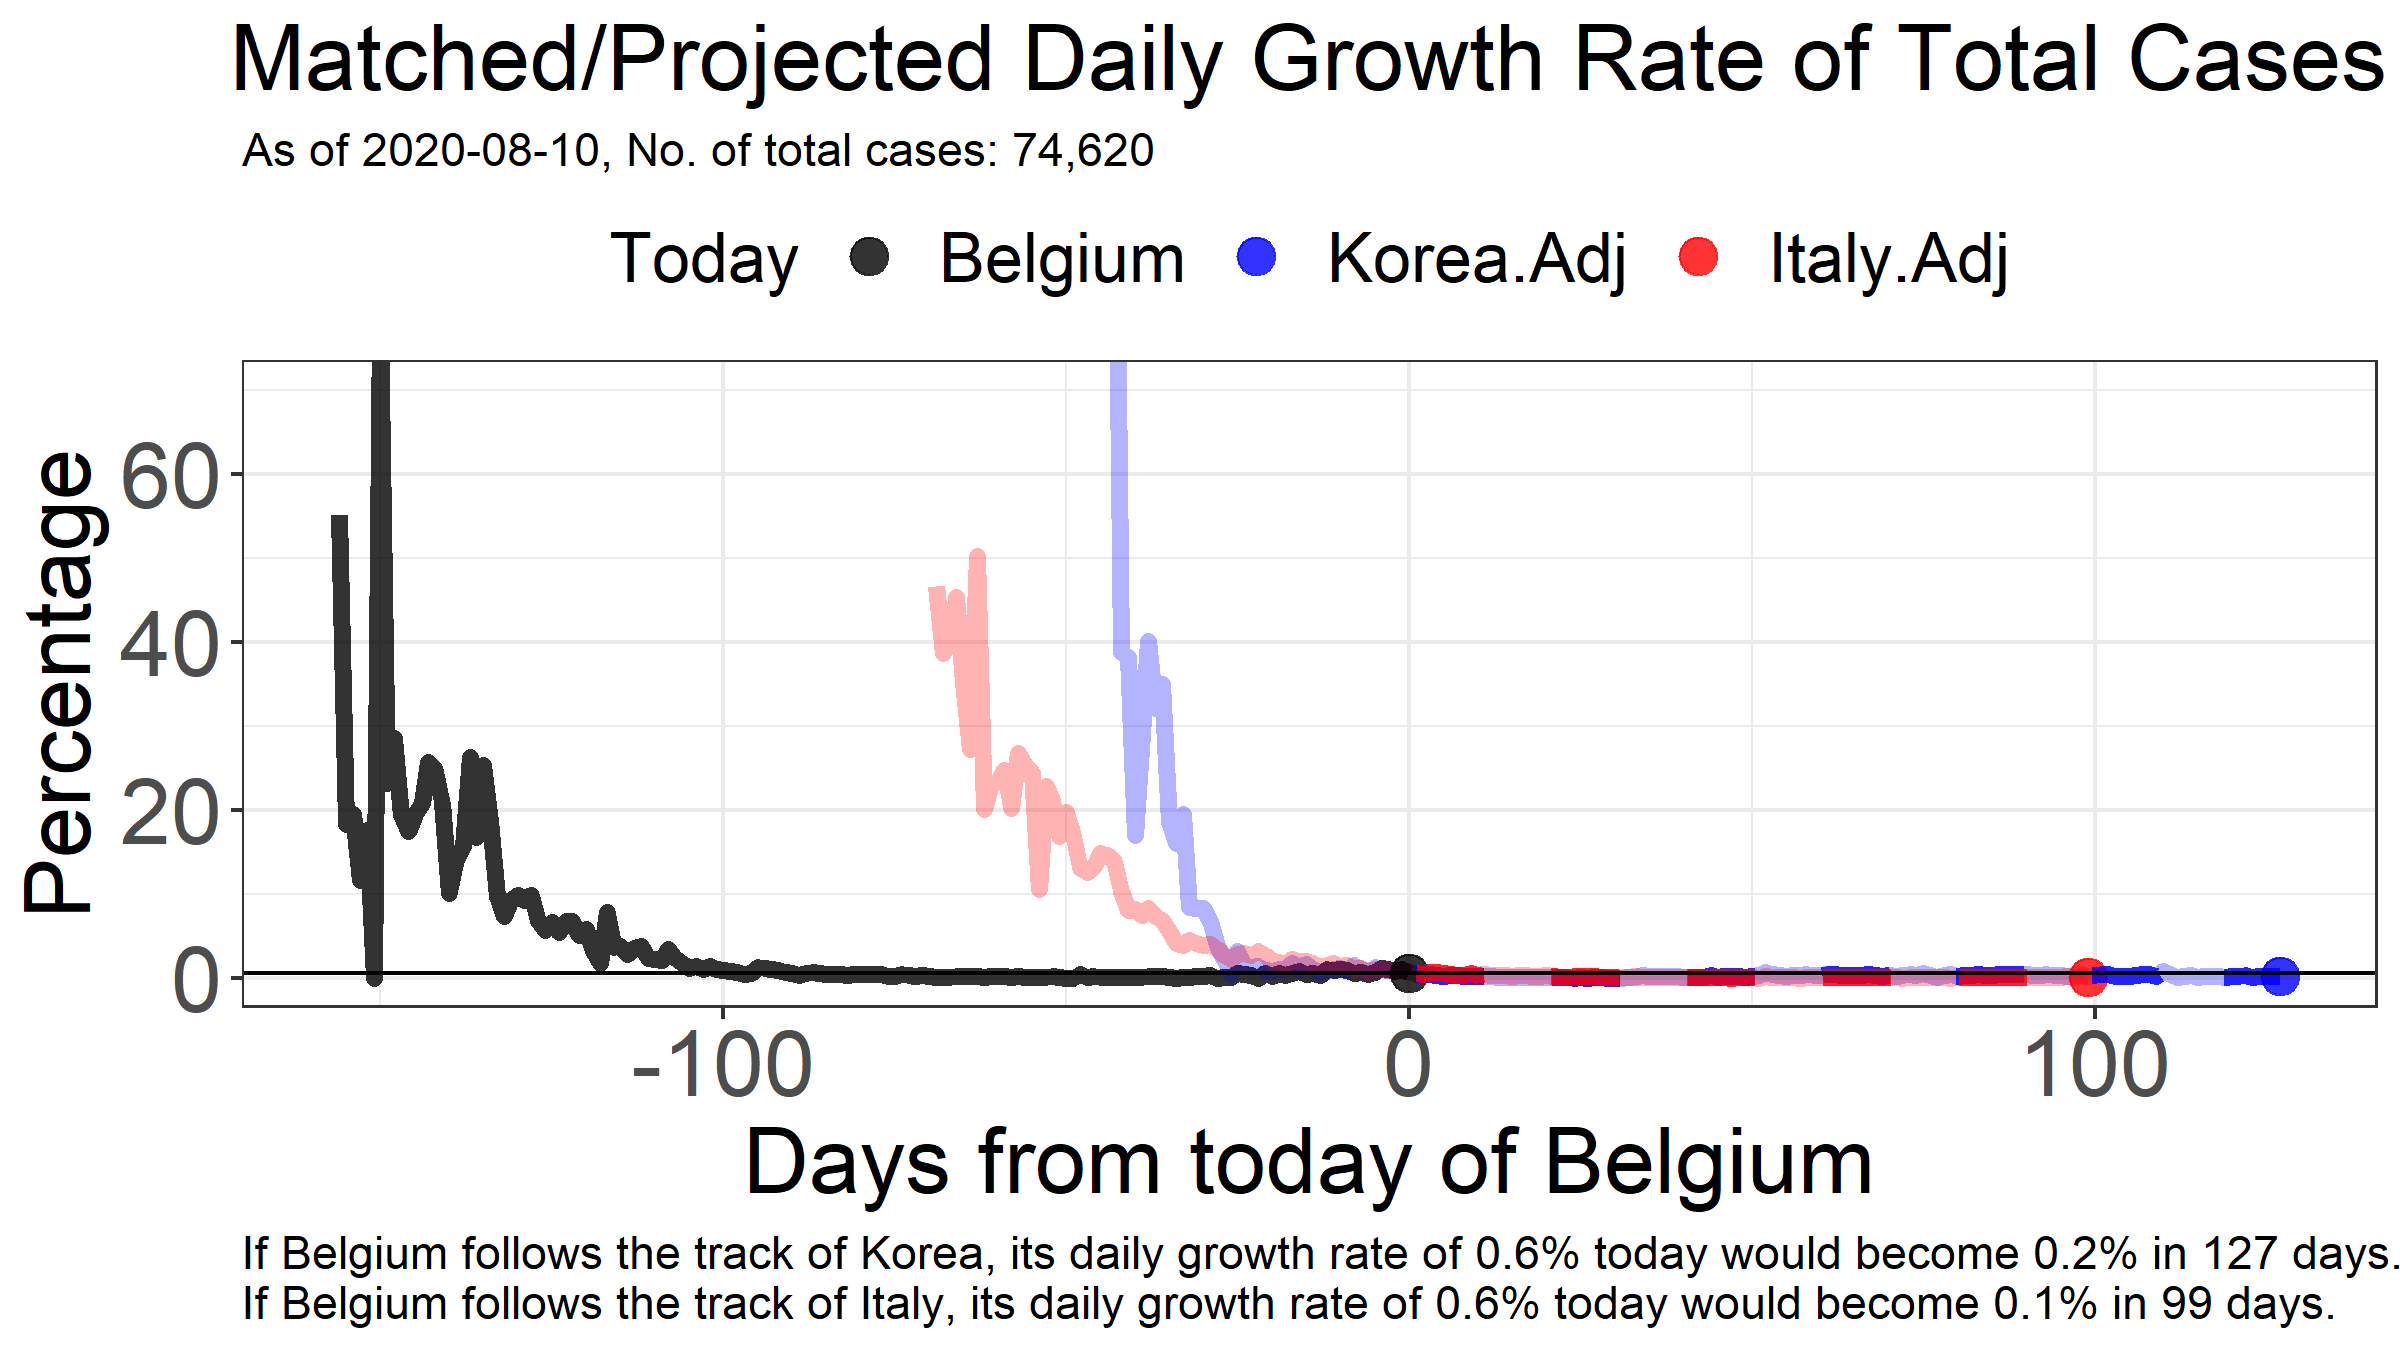 Matched/Projected Daily Growth Rate of Total Cases
As of 2020-08-10, No. of total cases: 74,620
Today Belgium Korea.Adj Italy.Adj
Percentage
60
40
20
0
-100 0 100
Days from today of Belgium
If Belgium follows the track of Korea, its daily growth rate of 0.6% today would become 0.2% in 127 days.
If Belgium follows the track of Italy, its daily growth rate of 0.6% today would become 0.1% in 99 days.